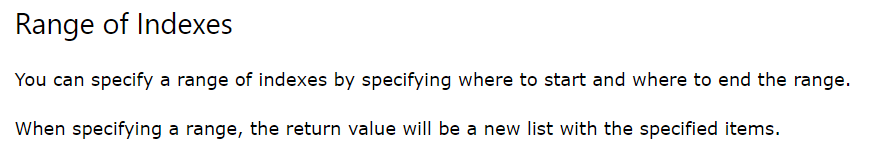 Range of Indexes
You can specify a range of indexes by specifying where to start and where to end the range.
When specifying a range, the return value will be a new list with the specified items.